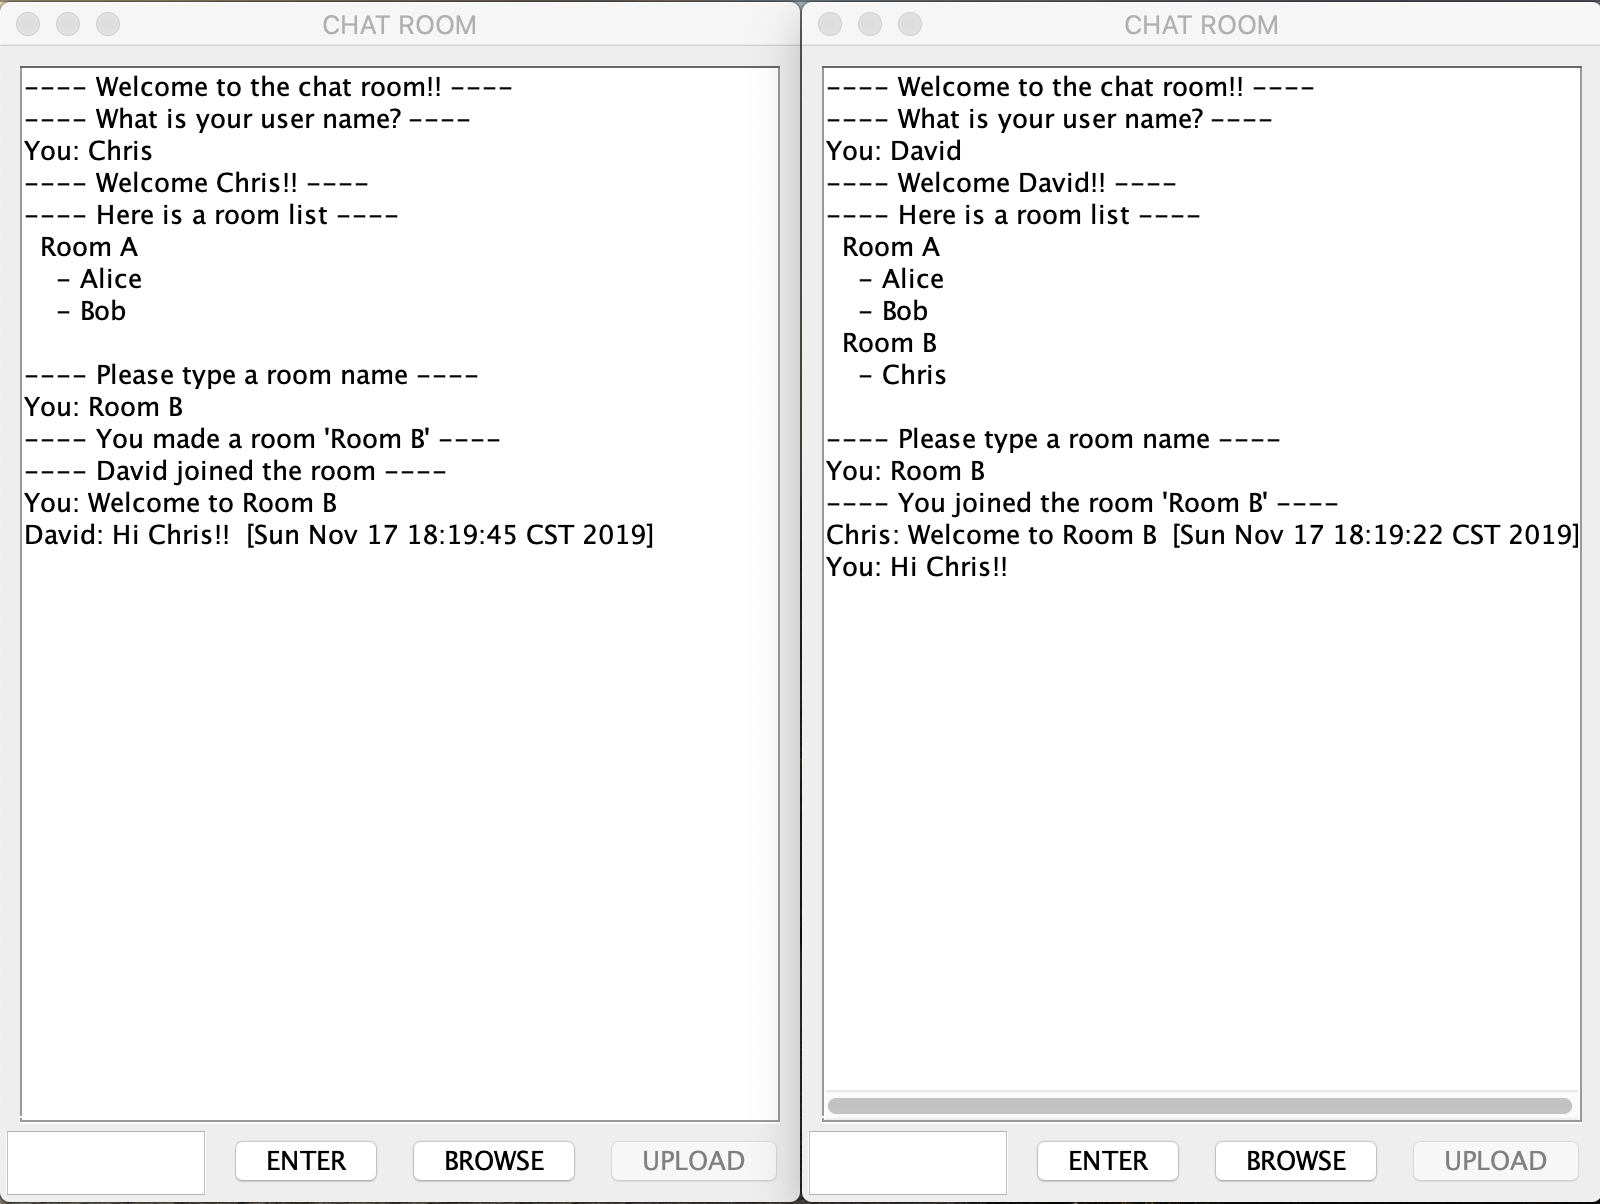 CHAT ROOM
---- Welcome to the chat room!! ----
---- What is your user name? ----
You: Chris
---- Welcome Chris!! ----
---- Here is a room list ----
Room A
- Alice
- Bob
---- Please type a room name ----
You: Room B
---- You made a room 'Room B' ----
---- David joined the room ----
You: Welcome to Room B
David: Hi Chris!!  [Sun Nov 17 18:19:45 CST 2019]
ENTER BROWSE UPLOAD
CHAT ROOM
---- Welcome to the chat room!! ----
---- What is your user name? ----
You: David
---- Welcome David!! ----
---- Here is a room list ----
Room A
- Alice
- Bob
Room B
- Chris
---- Please type a room name ----
You: Room B
---- You joined the room 'Room B' ----
Chris: Welcome to Room B  [Sun Nov 17 18:19:22 CST 2019]
You: Hi Chris!!
ENTER BROWSE UPLOAD